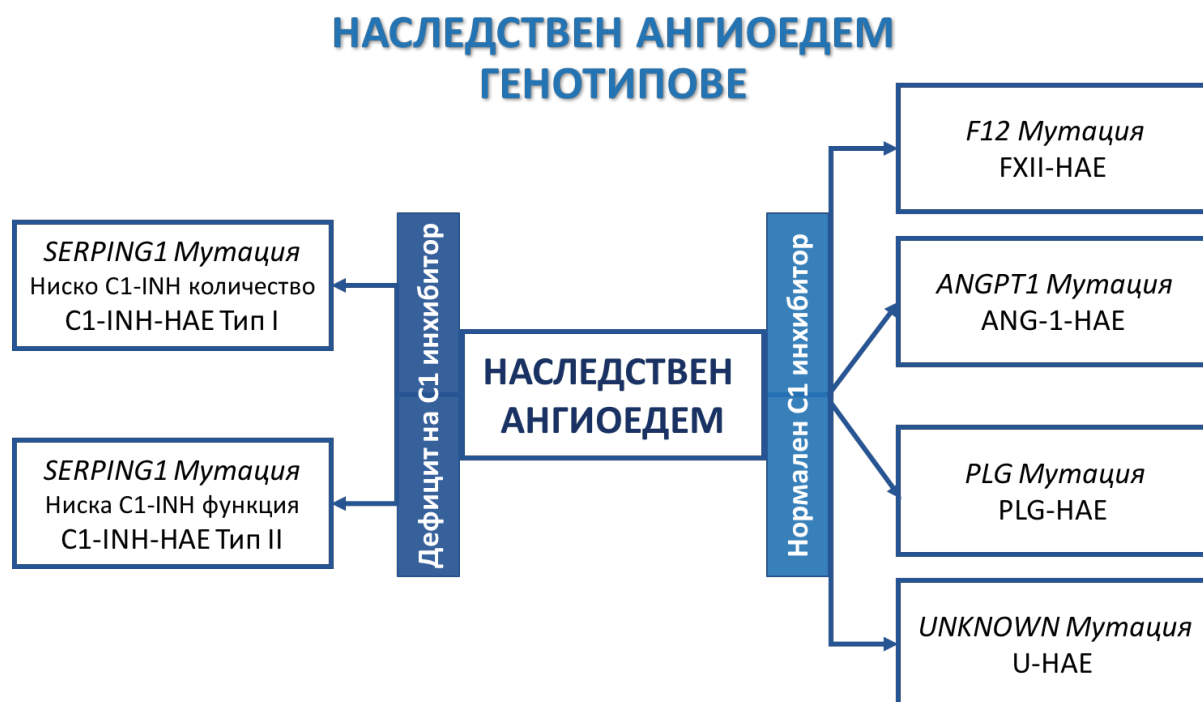 НАСЛЕДСТВЕН АНГИОЕДЕМ
ГЕНОТИПОВЕ
SERPING1 Мутация
Ниско C1-INH количество
C1-INH-HAE Тип I
SERPING1 Мутация
Ниска C1-INH функция
C1-INH-HAE Тип II
Дефицит на C1 инхибитор
НАСЛЕДСТВЕН
АНГИОЕДЕМ
Нормален C1 инхибитор
F12 Мутация
FXII-HAE
ANGPT1 Мутация
ANG-1-HAE
PLG Мутация
PLG-HAE
UNKNOWN Мутация
U-HAE